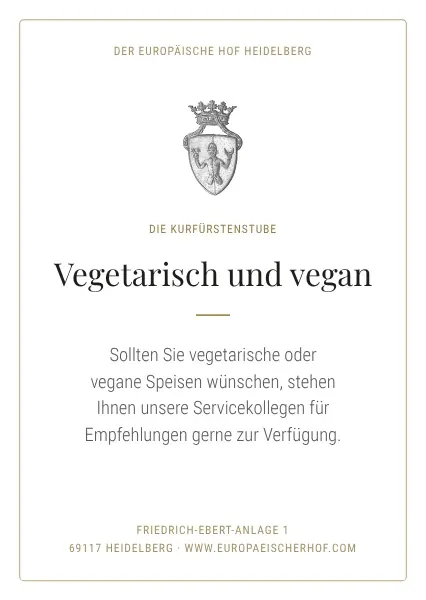 DER EUROPÄISCHE HOF HEIDELBERG
DIE KURFÜRSTENSTUBE
Vegetarisch und vegan
Sollten Sie vegetarische oder
vegane Speisen wünschen, stehen
Ihnen unsere Servicekollegen für
Empfehlungen gerne zur Verfügung.
FRIEDRICH-EBERT-ANLAGE 1
69117 HEIDELBERG · WWW.EUROPAEISCHERHOF.COM